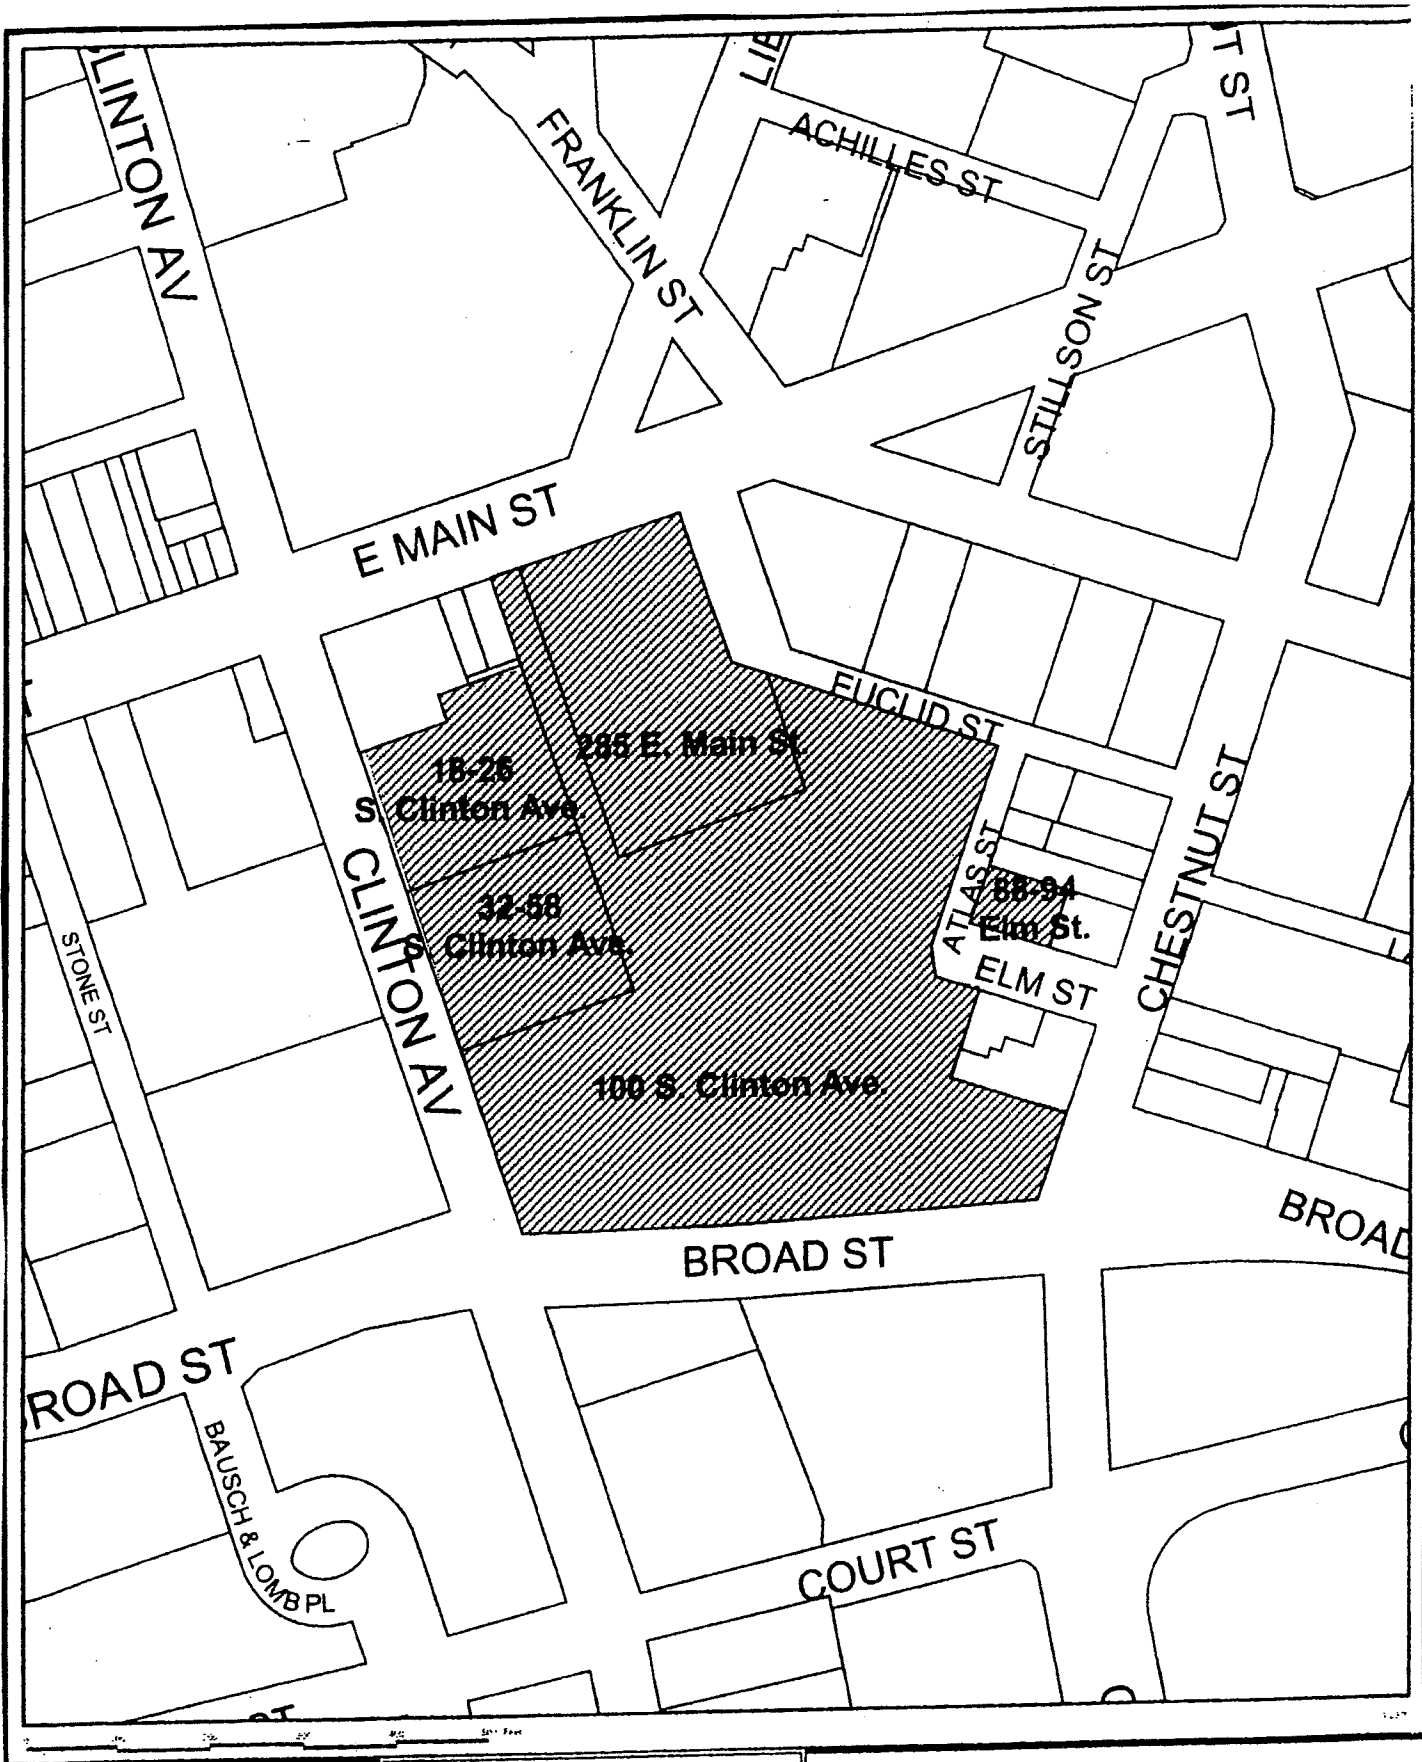 CLINTON AV
FRANKLIN ST
LIB
ACHILLES ST
T ST
STILLSON ST
E MAIN ST
EUCLID ST
285 E. Main St.
18-26
S. Clinton Ave.
32-58
S. Clinton Ave.
CLINTON AV
STONE ST
ATLAS ST
88-94
Elm St.
ELM ST
CHESTNUT ST
100 S. Clinton Ave.
BROAD ST
BROAD
ROAD ST
BAUSCH & LOMB PL
COURT ST
ST